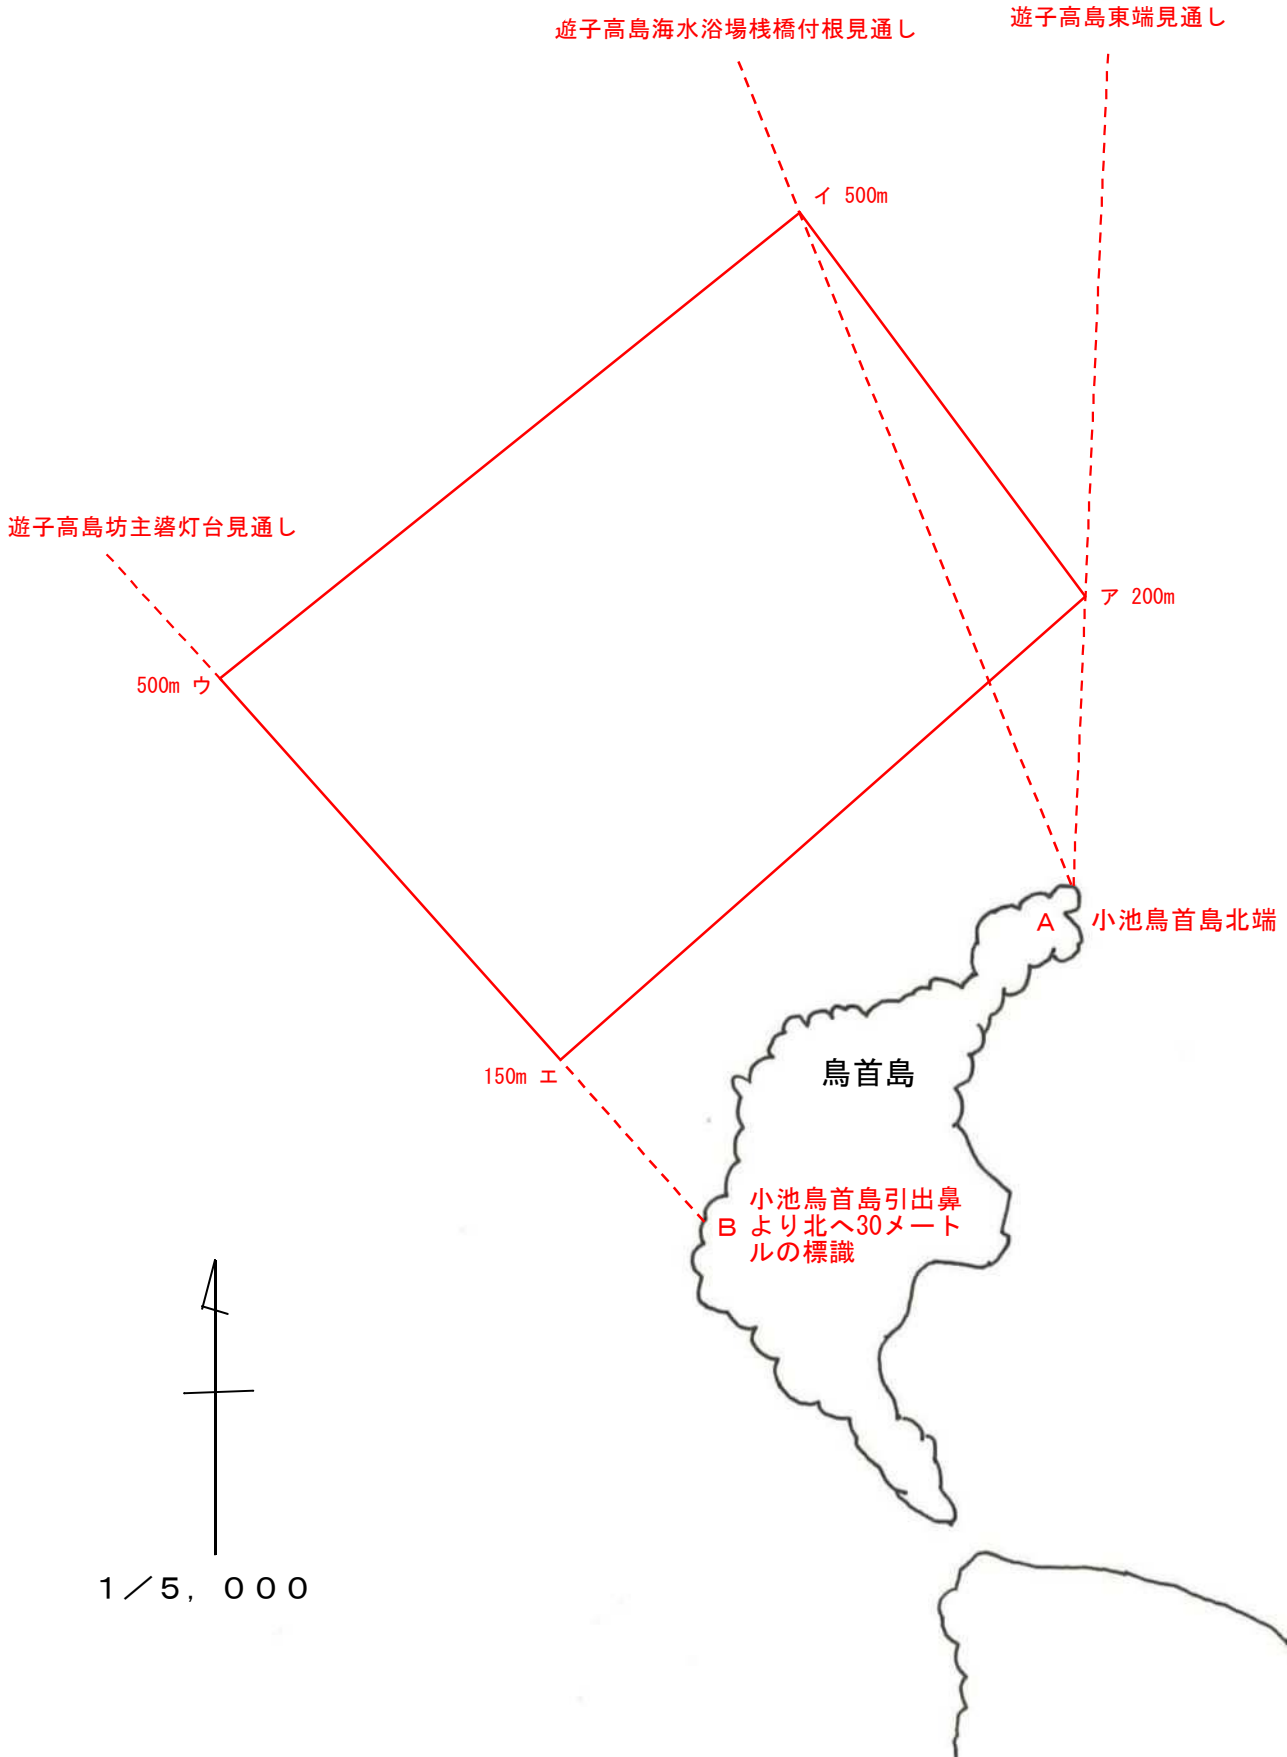 遊子高島東端見通し
遊子高島海水浴場桟橋付根見通し
イ 500m
遊子高島坊主碆灯台見通し
ア 200m
500m ウ
A 小池鳥首島北端
鳥首島
150m エ
B 小池鳥首島引出鼻
より北へ30メート
ルの標識
1／5，000